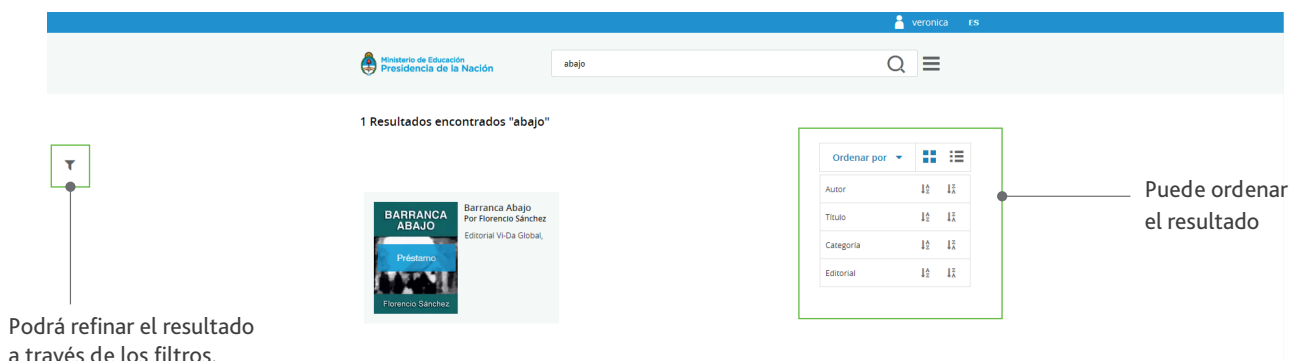 veronica ES
Ministerio de Educación
Presidencia de la Nación
abajo
1 Resultados encontrados "abajo"
Ordenar por
Autor
Título
Categoría
Editorial
Puede ordenar
el resultado
BARRANCA
ABAJO
Préstamo
Florencio Sánchez
Barranca Abajo
Por Florencio Sánchez
Editorial Vi-Da Global,
Podrá refinar el resultado
a través de los filtros.